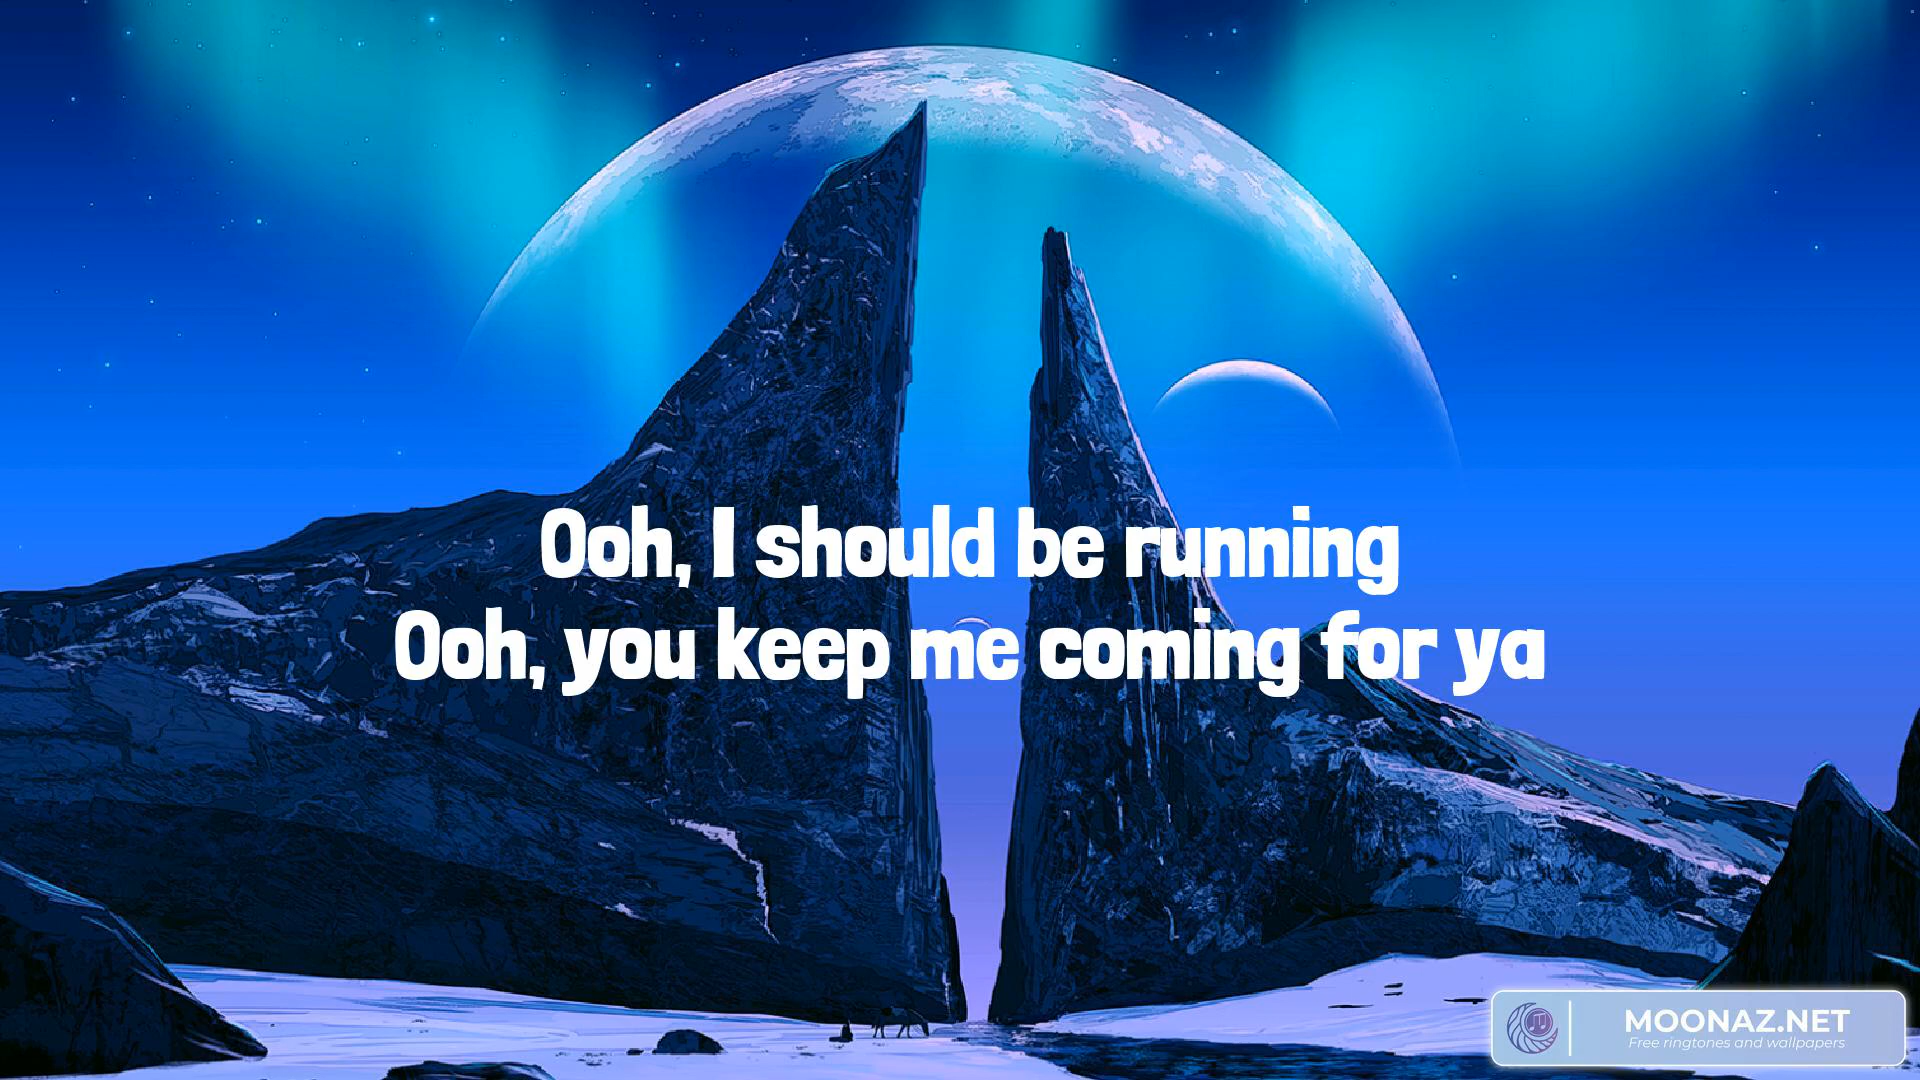 Ooh, I should be running
Ooh, you keep me coming for ya
MOONAZ.NET
Free ringtones and wallpapers